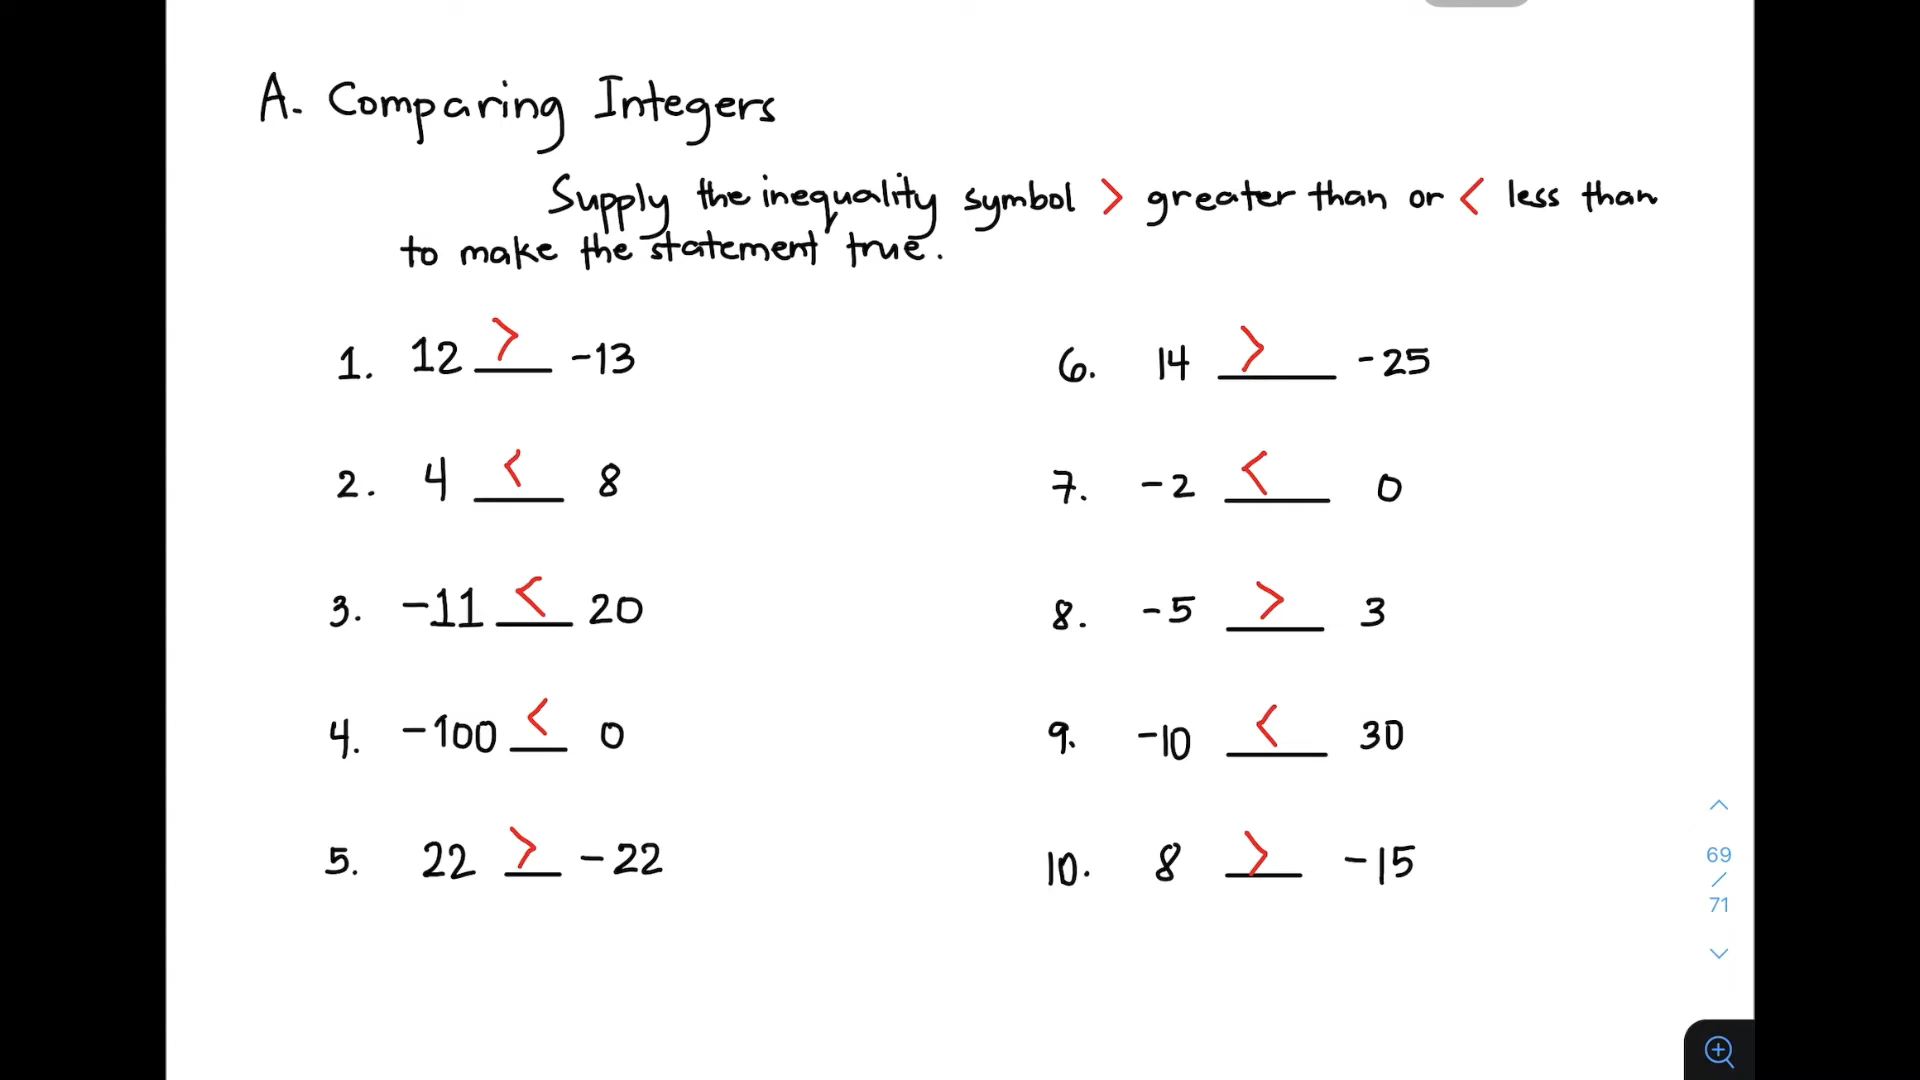 A. Comparing Integers
Supply the inequality symbol > greater than or < less than
to make the statement true.
1. 12 > -13
2. 4 < 8
3. -11 < 20
4. -100 < 0
5. 22 > -22
6. 14 > -25
7. -2 < 0
8. -5 > 3
9. -10 < 30
10. 8 > -15
69
/
71